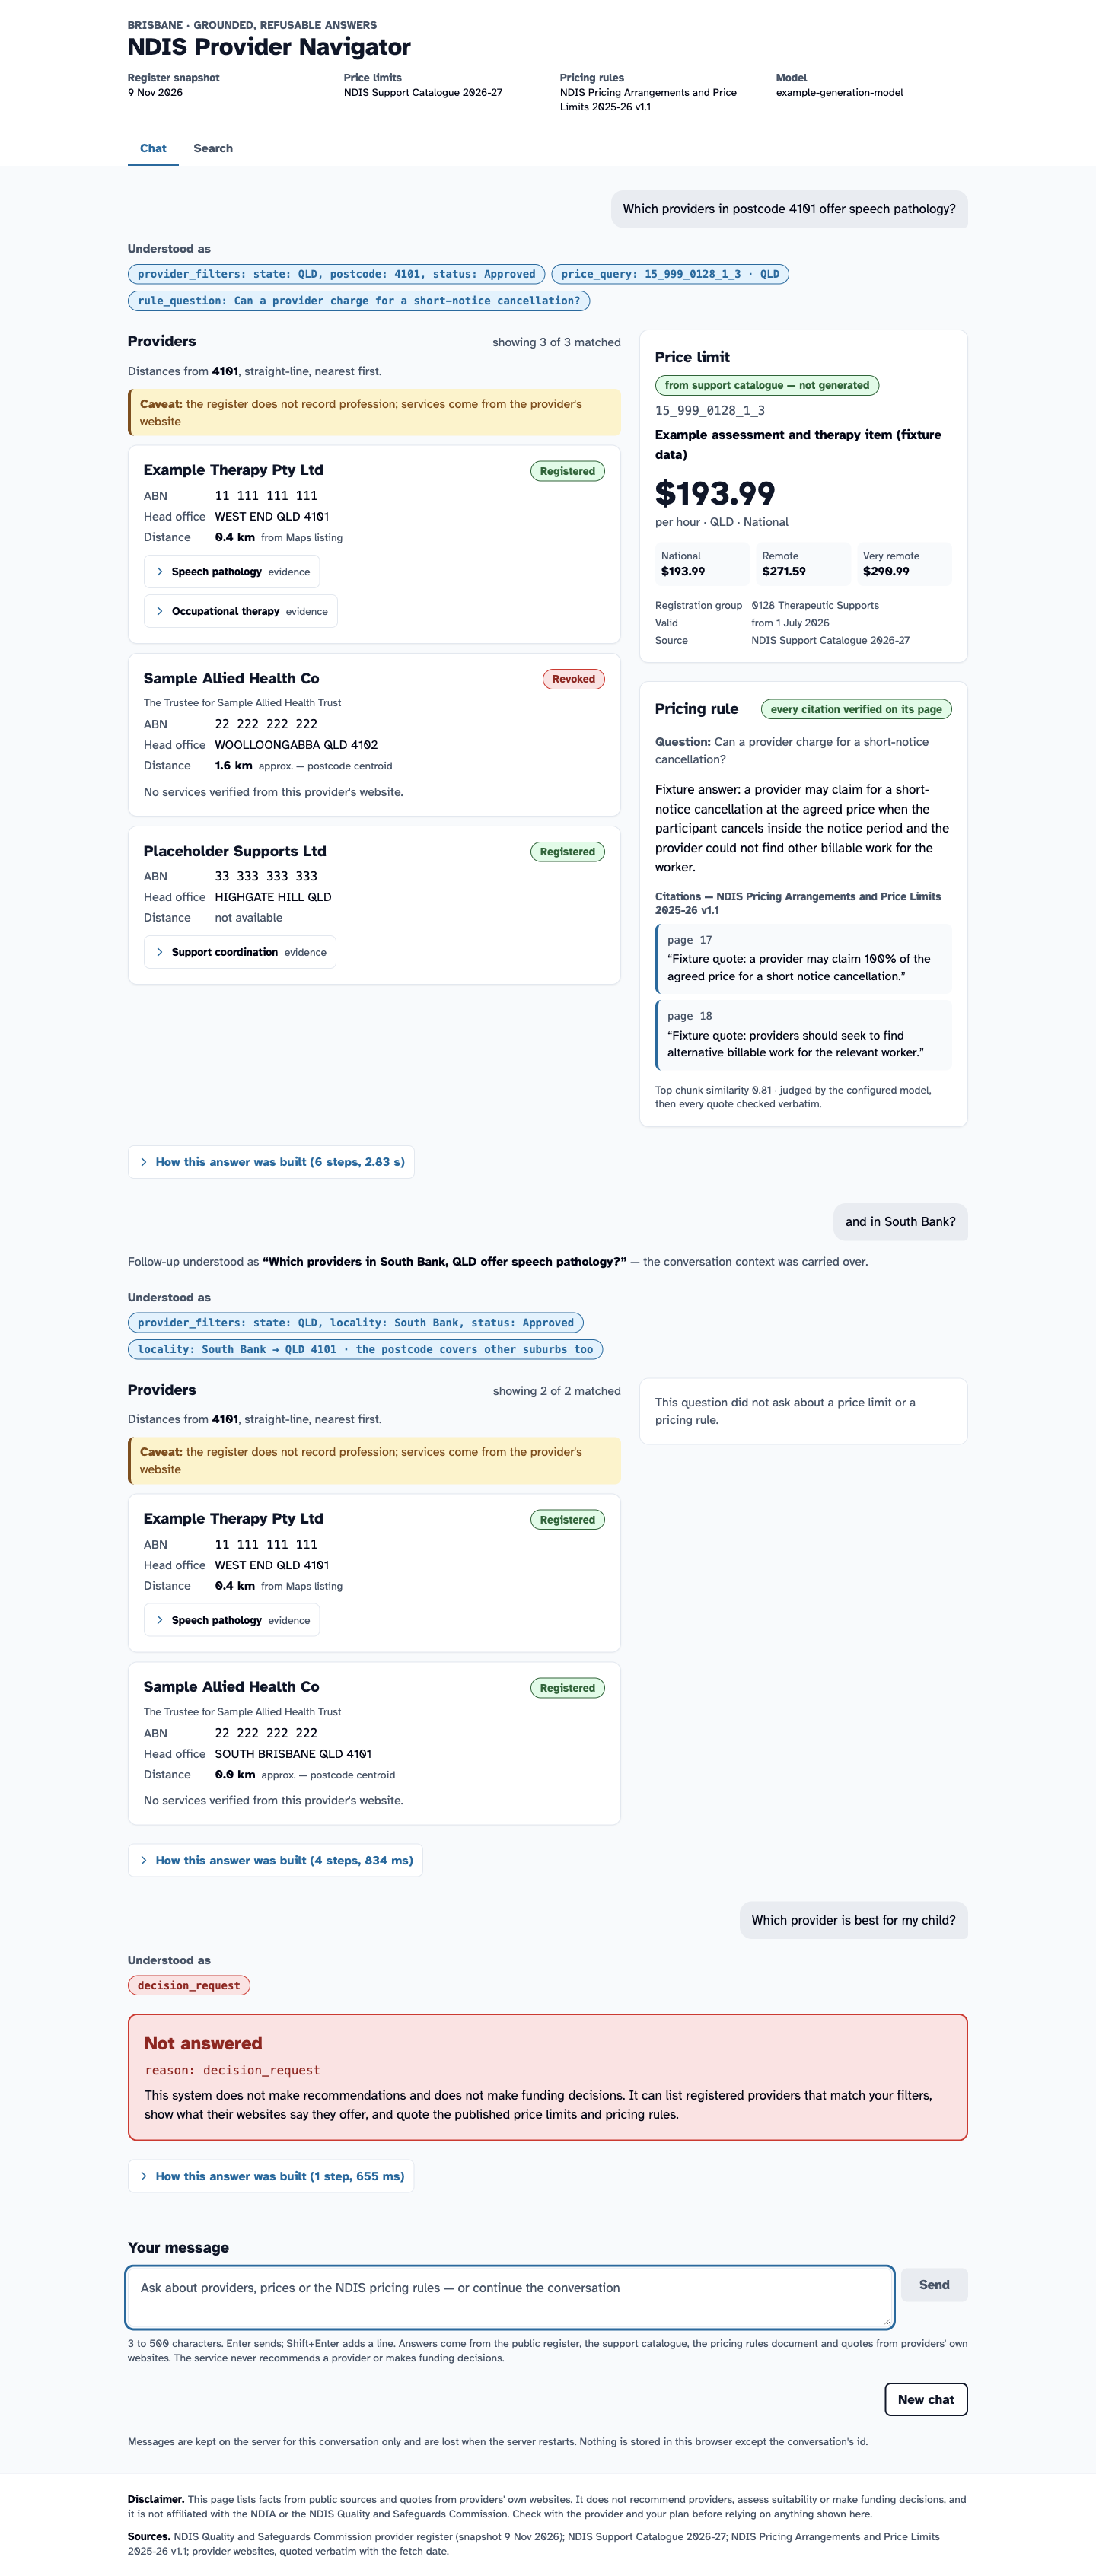 BRISBANE · GROUNDED, REFUSABLE ANSWERS
NDIS Provider Navigator
Register snapshot
9 Nov 2026
Price limits
NDIS Support Catalogue 2026-27
Pricing rules
NDIS Pricing Arrangements and Price
Limits 2025-26 v1.1
Model
example-generation-model
Chat
Search
Which providers in postcode 4101 offer speech pathology?
Understood as
provider_filters: state: QLD, postcode: 4101, status: Approved
price_query: 15_999_0128_1_3 · QLD
rule_question: Can a provider charge for a short-notice cancellation?
Providers
showing 3 of 3 matched
Distances from 4101, straight-line, nearest first.
Caveat: the register does not record profession; services come from the provider's
website
Example Therapy Pty Ltd
Registered
ABN 11 111 111 111
Head office WEST END QLD 4101
Distance 0.4 km from Maps listing
Speech pathology evidence
Occupational therapy evidence
Sample Allied Health Co
Revoked
The Trustee for Sample Allied Health Trust
ABN 22 222 222 222
Head office WOOLLOONGABBA QLD 4102
Distance 1.6 km approx. — postcode centroid
No services verified from this provider's website.
Placeholder Supports Ltd
Registered
ABN 33 333 333 333
Head office HIGHGATE HILL QLD
Distance not available
Support coordination evidence
Price limit
from support catalogue — not generated
15_999_0128_1_3
Example assessment and therapy item (fixture
data)
$193.99
per hour · QLD · National
National
$193.99
Remote
$271.59
Very remote
$290.99
Registration group 0128 Therapeutic Supports
Valid from 1 July 2026
Source NDIS Support Catalogue 2026-27
Pricing rule
every citation verified on its page
Question: Can a provider charge for a short-notice
cancellation?
Fixture answer: a provider may claim for a short-
notice cancellation at the agreed price when the
participant cancels inside the notice period and the
provider could not find other billable work for the
worker.
Citations — NDIS Pricing Arrangements and Price Limits
2025-26 v1.1
page 17
“Fixture quote: a provider may claim 100% of the
agreed price for a short notice cancellation.”
page 18
“Fixture quote: providers should seek to find
alternative billable work for the relevant worker.”
Top chunk similarity 0.81 · judged by the configured model,
then every quote checked verbatim.
How this answer was built (6 steps, 2.83 s)
and in South Bank?
Follow-up understood as “Which providers in South Bank, QLD offer speech pathology?” — the conversation context was carried over.
Understood as
provider_filters: state: QLD, locality: South Bank, status: Approved
locality: South Bank → QLD 4101 · the postcode covers other suburbs too
Providers
showing 2 of 2 matched
Distances from 4101, straight-line, nearest first.
Caveat: the register does not record profession; services come from the provider's
website
Example Therapy Pty Ltd
Registered
ABN 11 111 111 111
Head office WEST END QLD 4101
Distance 0.4 km from Maps listing
Speech pathology evidence
Sample Allied Health Co
Registered
The Trustee for Sample Allied Health Trust
ABN 22 222 222 222
Head office SOUTH BRISBANE QLD 4101
Distance 0.0 km approx. — postcode centroid
No services verified from this provider's website.
This question did not ask about a price limit or a
pricing rule.
How this answer was built (4 steps, 834 ms)
Which provider is best for my child?
Understood as
decision_request
Not answered
reason: decision_request
This system does not make recommendations and does not make funding decisions. It can list registered providers that match your filters,
show what their websites say they offer, and quote the published price limits and pricing rules.
How this answer was built (1 step, 655 ms)
Your message
Ask about providers, prices or the NDIS pricing rules — or continue the conversation
Send
3 to 500 characters. Enter sends; Shift+Enter adds a line. Answers come from the public register, the support catalogue, the pricing rules document and quotes from providers' own
websites. The service never recommends a provider or makes funding decisions.
New chat
Messages are kept on the server for this conversation only and are lost when the server restarts. Nothing is stored in this browser except the conversation's id.
Disclaimer. This page lists facts from public sources and quotes from providers' own websites. It does not recommend providers, assess suitability or make funding decisions, and
it is not affiliated with the NDIA or the NDIS Quality and Safeguards Commission. Check with the provider and your plan before relying on anything shown here.
Sources. NDIS Quality and Safeguards Commission provider register (snapshot 9 Nov 2026); NDIS Support Catalogue 2026-27; NDIS Pricing Arrangements and Price Limits
2025-26 v1.1; provider websites, quoted verbatim with the fetch date.